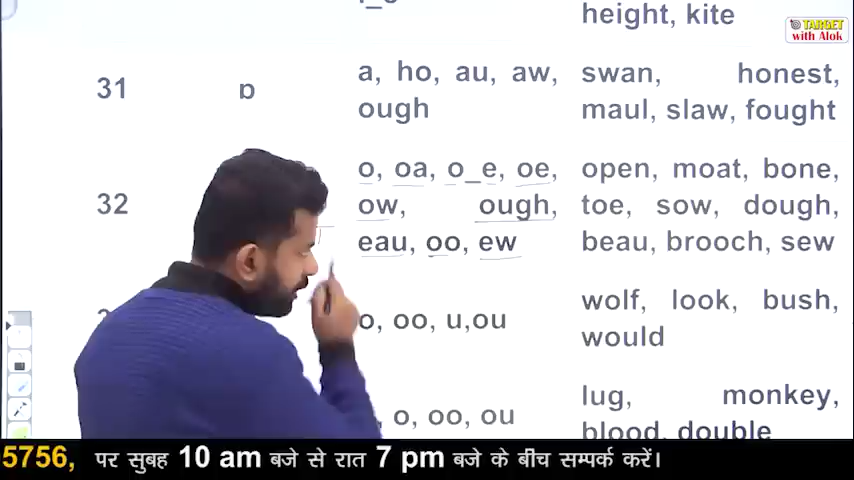 height, kite
TARGET
with Alok
31 ɒ a, ho, au, aw, swan, honest,
ough maul, slaw, fought
o, oa, o_e, oe, open, moat, bone,
32 ow, ough, toe, sow, dough,
eau, oo, ew beau, brooch, sew
o, oo, u,ou wolf, look, bush,
would
, o, oo, ou lug, monkey,
blood, double
5756, पर सुबह 10 am बजे से रात 7 pm बजे के बीच सम्पर्क करें।